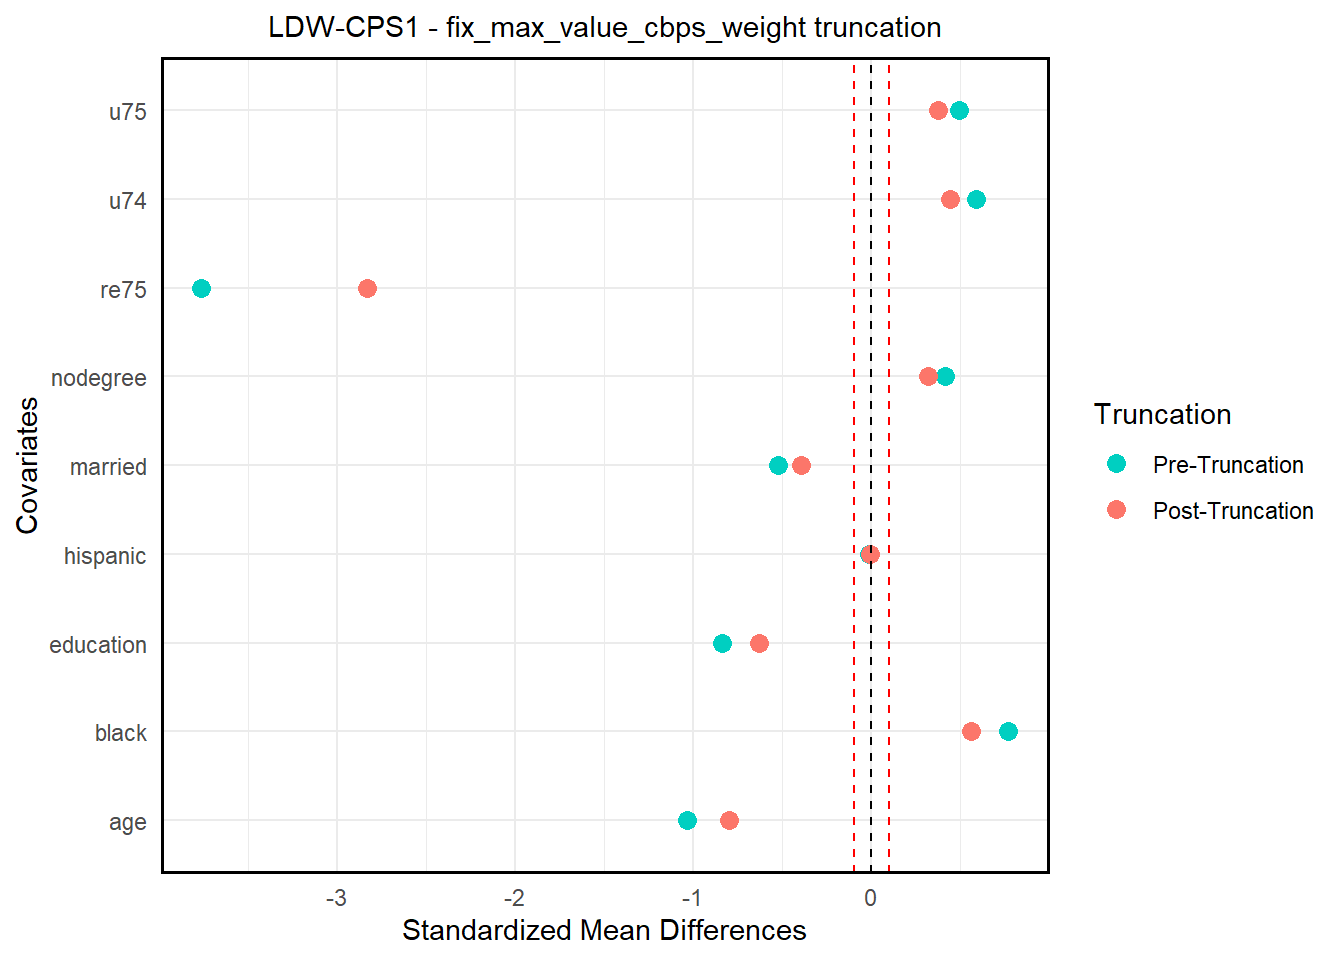 LDW-CPS1 - fix_max_value_cbps_weight truncation
u75
u74
re75
nodegree
married
hispanic
education
black
age
Covariates
-3
-2
-1
0
Standardized Mean Differences
Truncation
Pre-Truncation
Post-Truncation